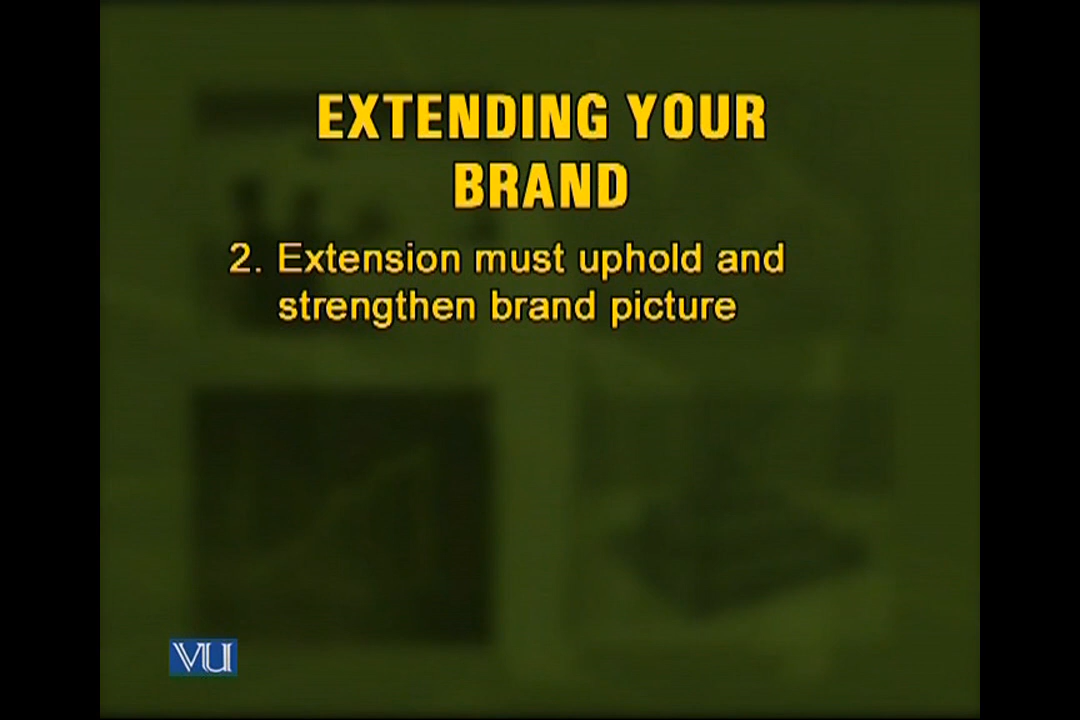 EXTENDING YOUR
BRAND
2. Extension must uphold and
strengthen brand picture
VU